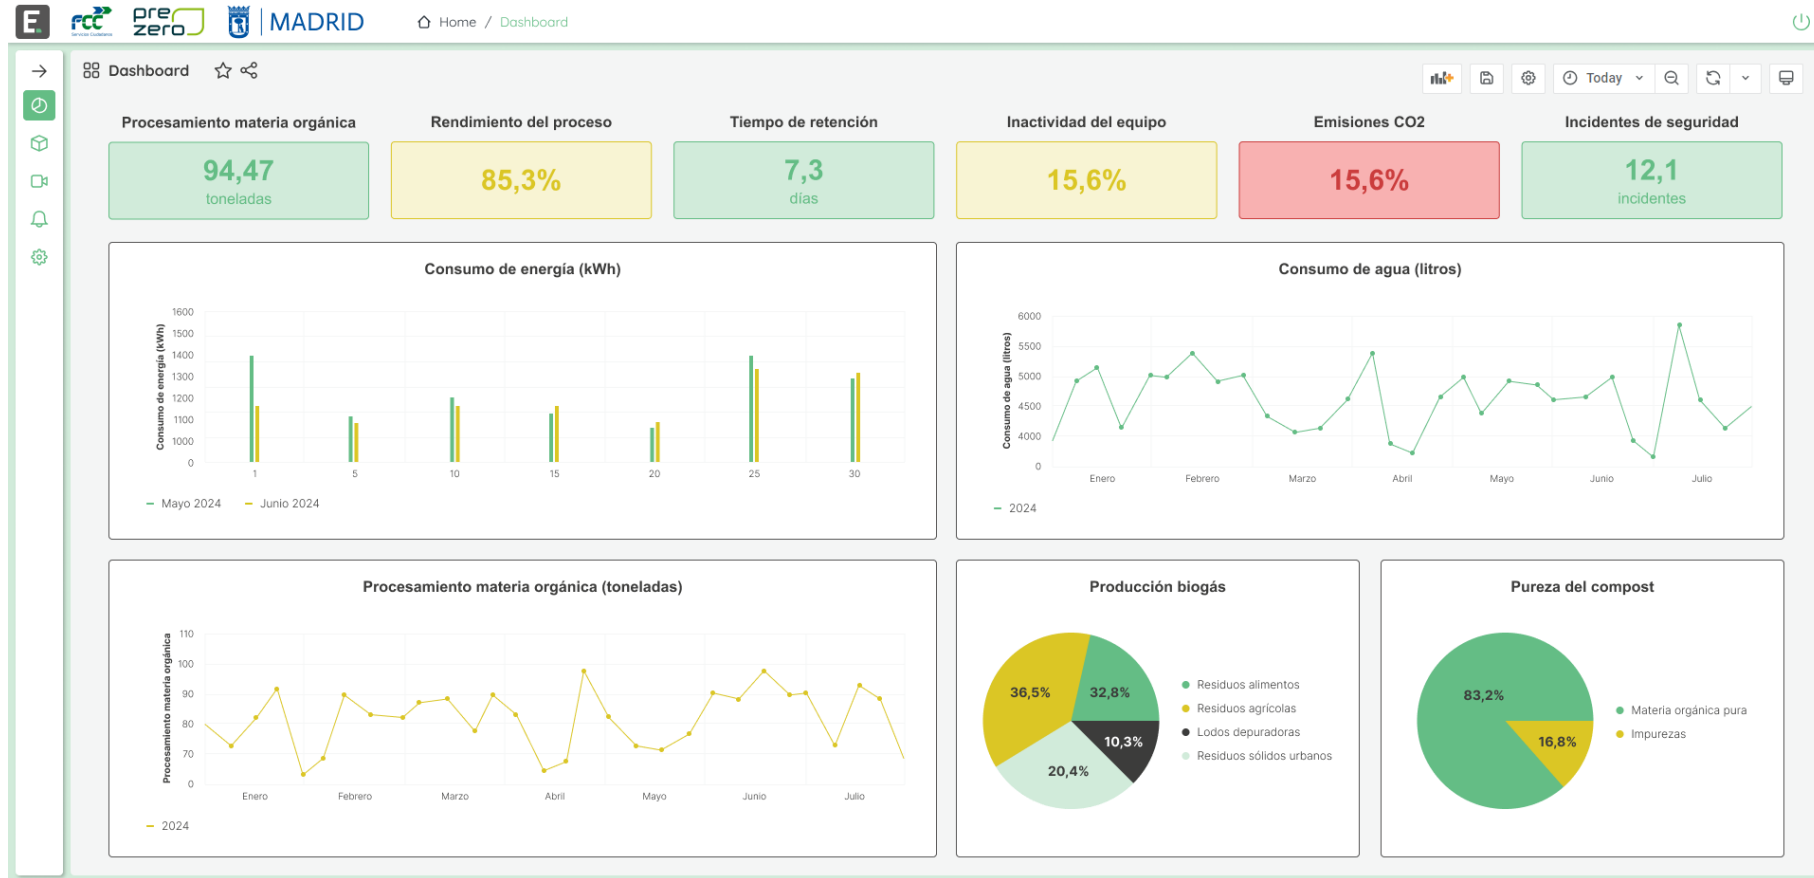 E.
FCC
Servicios Ciudadanos
pre zero
MADRID
Home / Dashboard
Dashboard
Today
Procesamiento materia orgánica
94,47
toneladas
Rendimiento del proceso
85,3%
Tiempo de retención
7,3
días
Inactividad del equipo
15,6%
Emisiones CO2
15,6%
Incidentes de seguridad
12,1
incidentes
Consumo de energía (kWh)
Consumo de energía (kWh)
1600
1500
1400
1300
1200
1100
1000
0
1 5 10 15 20 25 30
Mayo 2024 Junio 2024
Consumo de agua (litros)
Consumo de agua (litros)
6000
5500
5000
4500
4000
0
Enero Febrero Marzo Abril Mayo Junio Julio
2024
Procesamiento materia orgánica (toneladas)
Procesamiento materia orgánica
110
100
90
80
70
0
Enero Febrero Marzo Abril Mayo Junio Julio
2024
Producción biogás
36,5%
32,8%
10,3%
20,4%
Residuos alimentos
Residuos agrícolas
Lodos depuradoras
Residuos sólidos urbanos
Pureza del compost
83,2%
16,8%
Materia orgánica pura
Impurezas